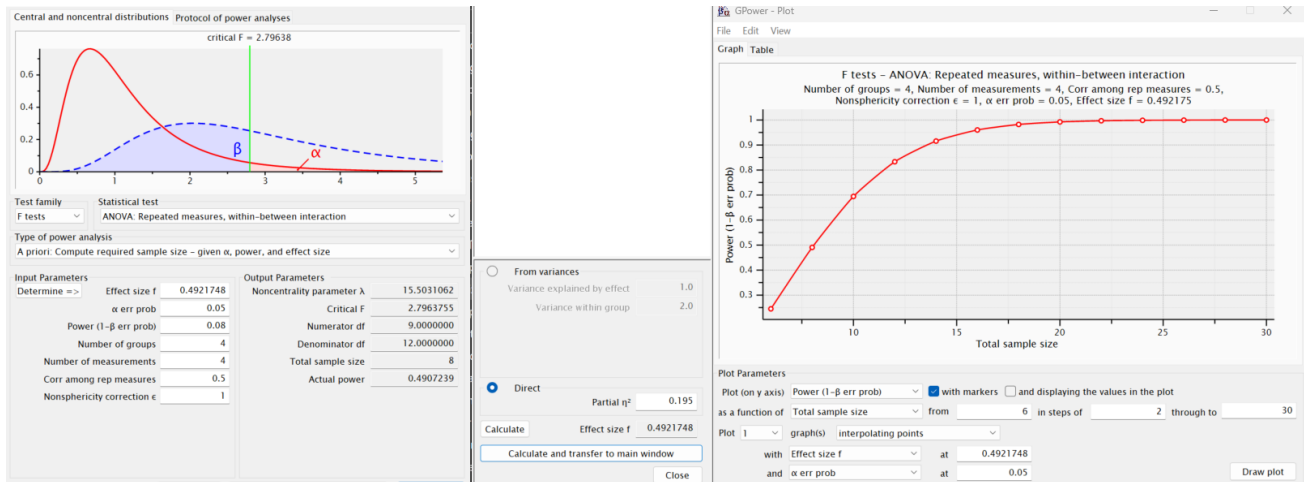 Central and noncentral distributions Protocol of power analyses
critical F = 2.79638
0.6
0.4
0.2
0
β
α
0 1 2 3 4 5
Test family Statistical test
F tests ANOVA: Repeated measures, within-between interaction
Type of power analysis
A priori: Compute required sample size – given α, power, and effect size
Input Parameters
Determine => Effect size f 0.4921748
α err prob 0.05
Power (1-β err prob) 0.08
Number of groups 4
Number of measurements 4
Corr among rep measures 0.5
Nonsphericity correction ϵ 1
Output Parameters
Noncentrality parameter λ 15.5031062
Critical F 2.7963755
Numerator df 9.0000000
Denominator df 12.0000000
Total sample size 8
Actual power 0.4907239
From variances
Variance explained by effect 1.0
Variance within group 2.0
Direct
Partial η² 0.195
Calculate Effect size f 0.4921748
Calculate and transfer to main window
Close
GPower - Plot
File Edit View
Graph Table
F tests – ANOVA: Repeated measures, within-between interaction
Number of groups = 4, Number of measurements = 4, Corr among rep measures = 0.5,
Nonsphericity correction ϵ = 1, α err prob = 0.05, Effect size f = 0.492175
Power (1-β err prob)
1
0.9
0.8
0.7
0.6
0.5
0.4
0.3
10 15 20 25 30
Total sample size
Plot Parameters
Plot (on y axis) Power (1-β err prob) with markers and displaying the values in the plot
as a function of Total sample size from 6 in steps of 2 through to 30
Plot 1 graph(s) interpolating points
with Effect size f at 0.4921748
and α err prob at 0.05 Draw plot